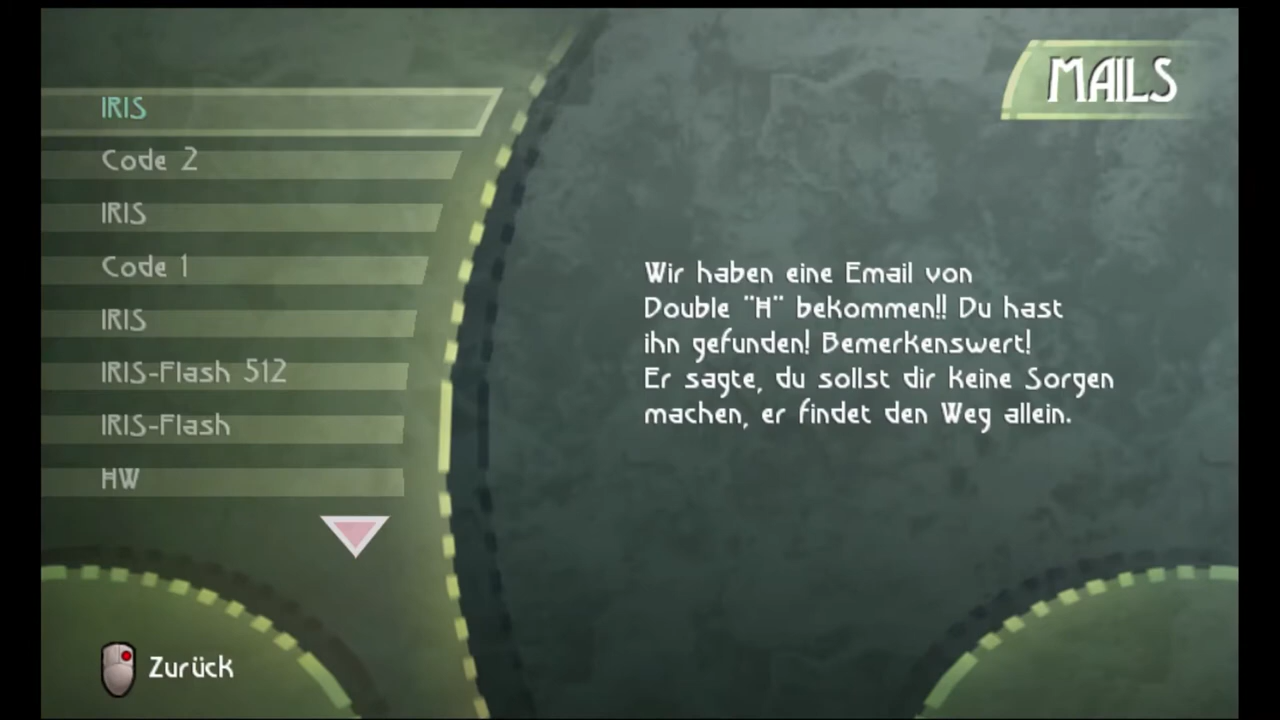 MAILS
IRIS
Code 2
IRIS
Code 1
IRIS
IRIS-Flash 512
IRIS-Flash
HW
Wir haben eine Email von
Double "H" bekommen!! Du hast
ihn gefunden! Bemerkenswert!
Er sagte, du sollst dir keine Sorgen
machen, er findet den Weg allein.
Zurück